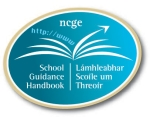 ncge
http://www
School Lámhleabhar
Guidance Scoile um
Handbook Threoir